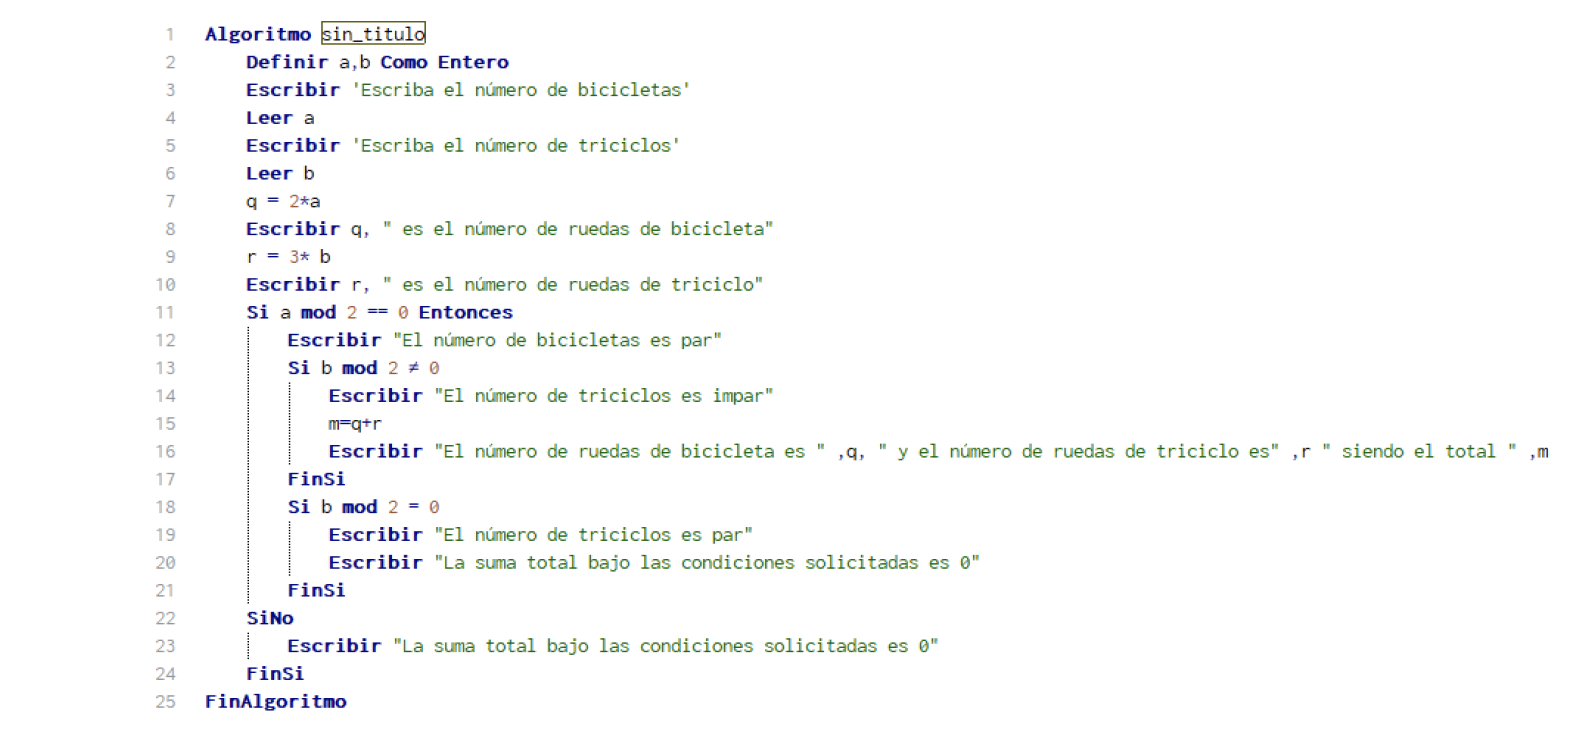 1 Algoritmo sin_titulo
2 Definir a,b Como Entero
3 Escribir 'Escriba el número de bicicletas'
4 Leer a
5 Escribir 'Escriba el número de triciclos'
6 Leer b
7 q = 2*a
8 Escribir q, " es el número de ruedas de bicicleta"
9 r = 3* b
10 Escribir r, " es el número de ruedas de triciclo"
11 Si a mod 2 == 0 Entonces
12 Escribir "El número de bicicletas es par"
13 Si b mod 2 ≠ 0
14 Escribir "El número de triciclos es impar"
15 m=q+r
16 Escribir "El número de ruedas de bicicleta es " ,q, " y el número de ruedas de triciclo es" ,r " siendo el total " ,m
17 FinSi
18 Si b mod 2 = 0
19 Escribir "El número de triciclos es par"
20 Escribir "La suma total bajo las condiciones solicitadas es 0"
21 FinSi
22 SiNo
23 Escribir "La suma total bajo las condiciones solicitadas es 0"
24 FinSi
25 FinAlgoritmo